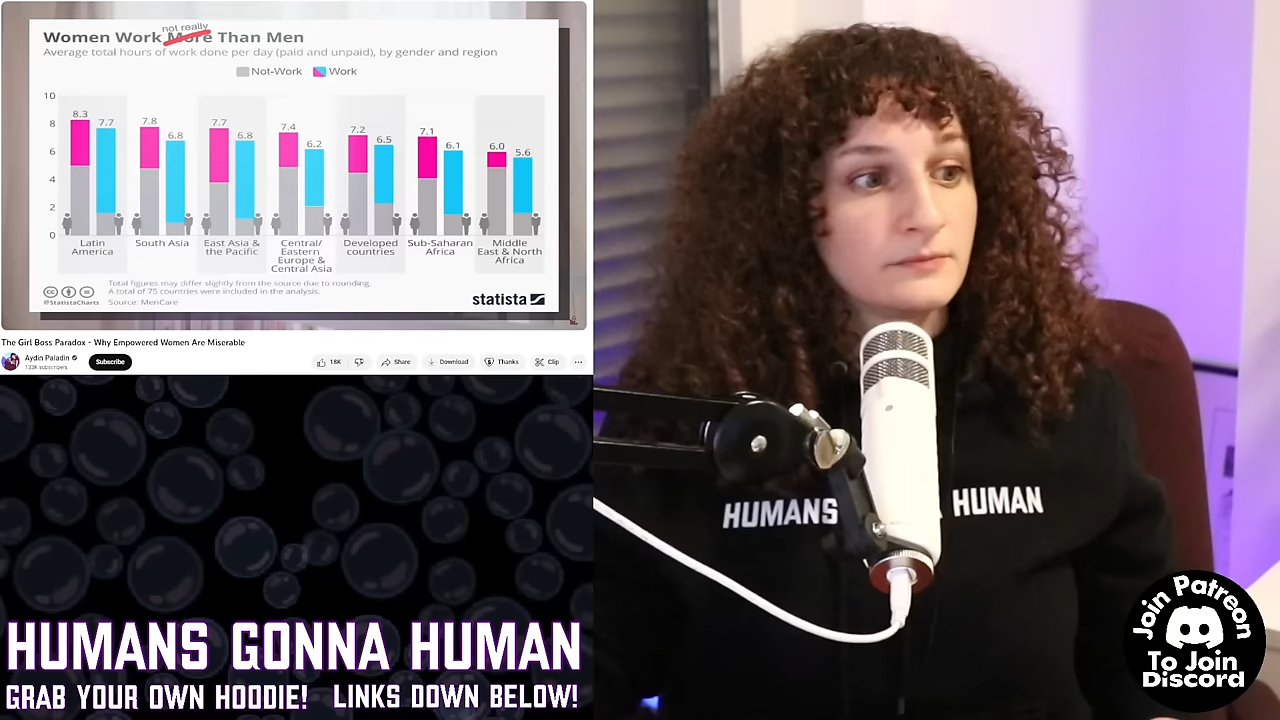 not really
Women Work More Than Men
Average total hours of work done per day (paid and unpaid), by gender and region
Not-Work Work
10
8
6
4
2
0
8.3 7.7 7.8 6.8 7.7 6.8 7.4 6.2 7.2 6.5 7.1 6.1 6.0 5.6
Latin America
South Asia
East Asia & the Pacific
Central/ Eastern Europe & Central Asia
Developed countries
Sub-Saharan Africa
Middle East & North Africa
Total figures may differ slightly from the source due to rounding.
A total of 75 countries were included in the analysis.
@StatistaCharts Source: MenCare
statista
The Girl Boss Paradox - Why Empowered Women Are Miserable
Aydin Paladin
133K subscribers
Subscribe
18K
Share
Download
Thanks
Clip
HUMANS GONNA HUMAN
GRAB YOUR OWN HOODIE! LINKS DOWN BELOW!
HUMANS HUMAN
Join Patreon
To Join
Discord